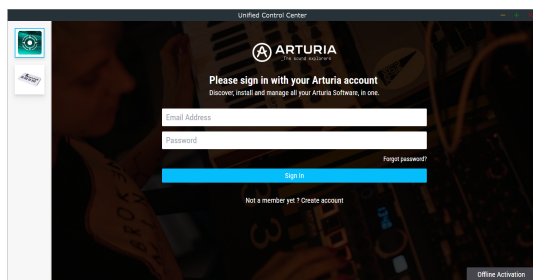 Unified Control Center
ARTURIA
_The sound explorers
Please sign in with your Arturia account
Discover, install and manage all your Arturia Software, in one.
Email Address
Password
Forgot password?
Sign In
Not a member yet ? Create account
Offline Activation